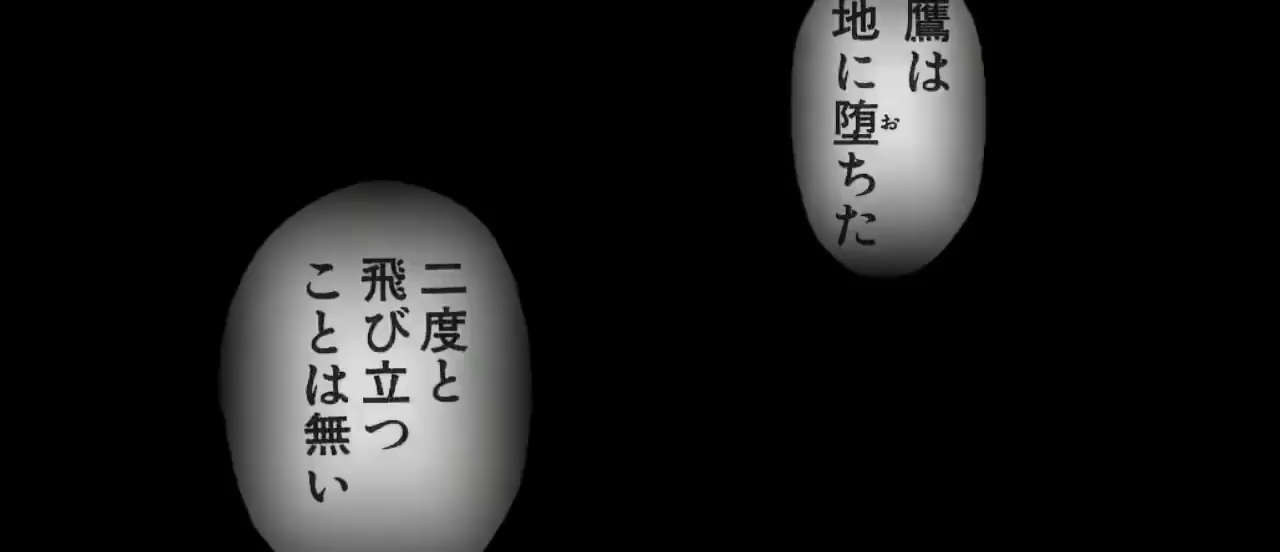 鷹は
地に堕ちた
お
二度と
飛び立つ
ことは無い